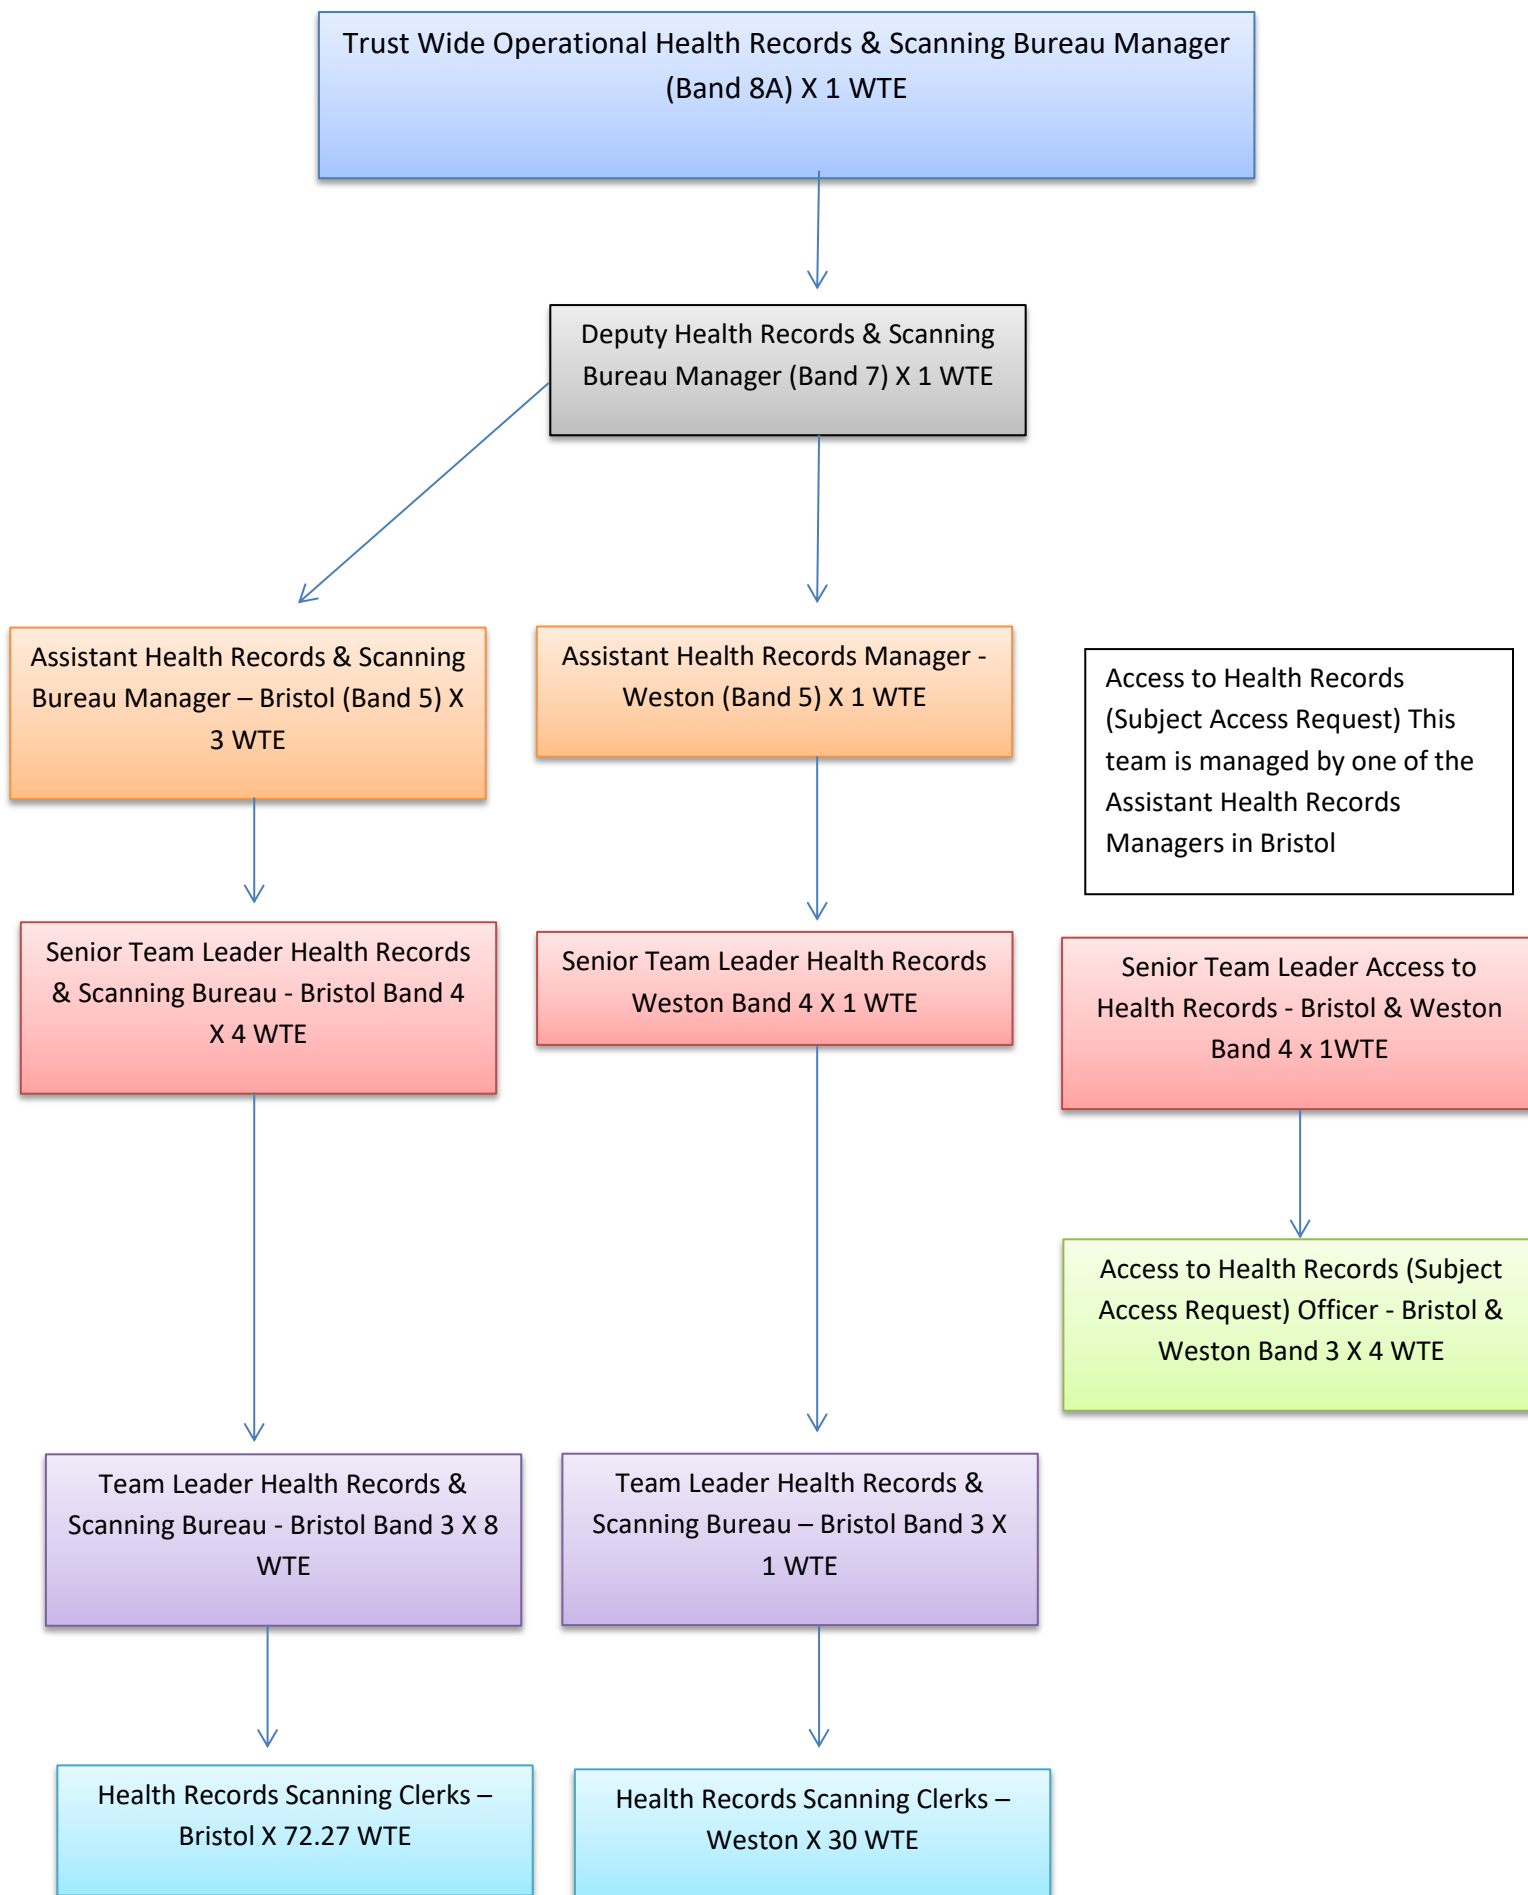 Trust Wide Operational Health Records & Scanning Bureau Manager
(Band 8A) X 1 WTE
Deputy Health Records & Scanning
Bureau Manager (Band 7) X 1 WTE
Assistant Health Records & Scanning
Bureau Manager – Bristol (Band 5) X
3 WTE
Assistant Health Records Manager -
Weston (Band 5) X 1 WTE
Access to Health Records
(Subject Access Request) This
team is managed by one of the
Assistant Health Records
Managers in Bristol
Senior Team Leader Health Records
& Scanning Bureau - Bristol Band 4
X 4 WTE
Senior Team Leader Health Records
Weston Band 4 X 1 WTE
Senior Team Leader Access to
Health Records - Bristol & Weston
Band 4 x 1WTE
Access to Health Records (Subject
Access Request) Officer - Bristol &
Weston Band 3 X 4 WTE
Team Leader Health Records &
Scanning Bureau - Bristol Band 3 X 8
WTE
Team Leader Health Records &
Scanning Bureau – Bristol Band 3 X
1 WTE
Health Records Scanning Clerks –
Bristol X 72.27 WTE
Health Records Scanning Clerks –
Weston X 30 WTE